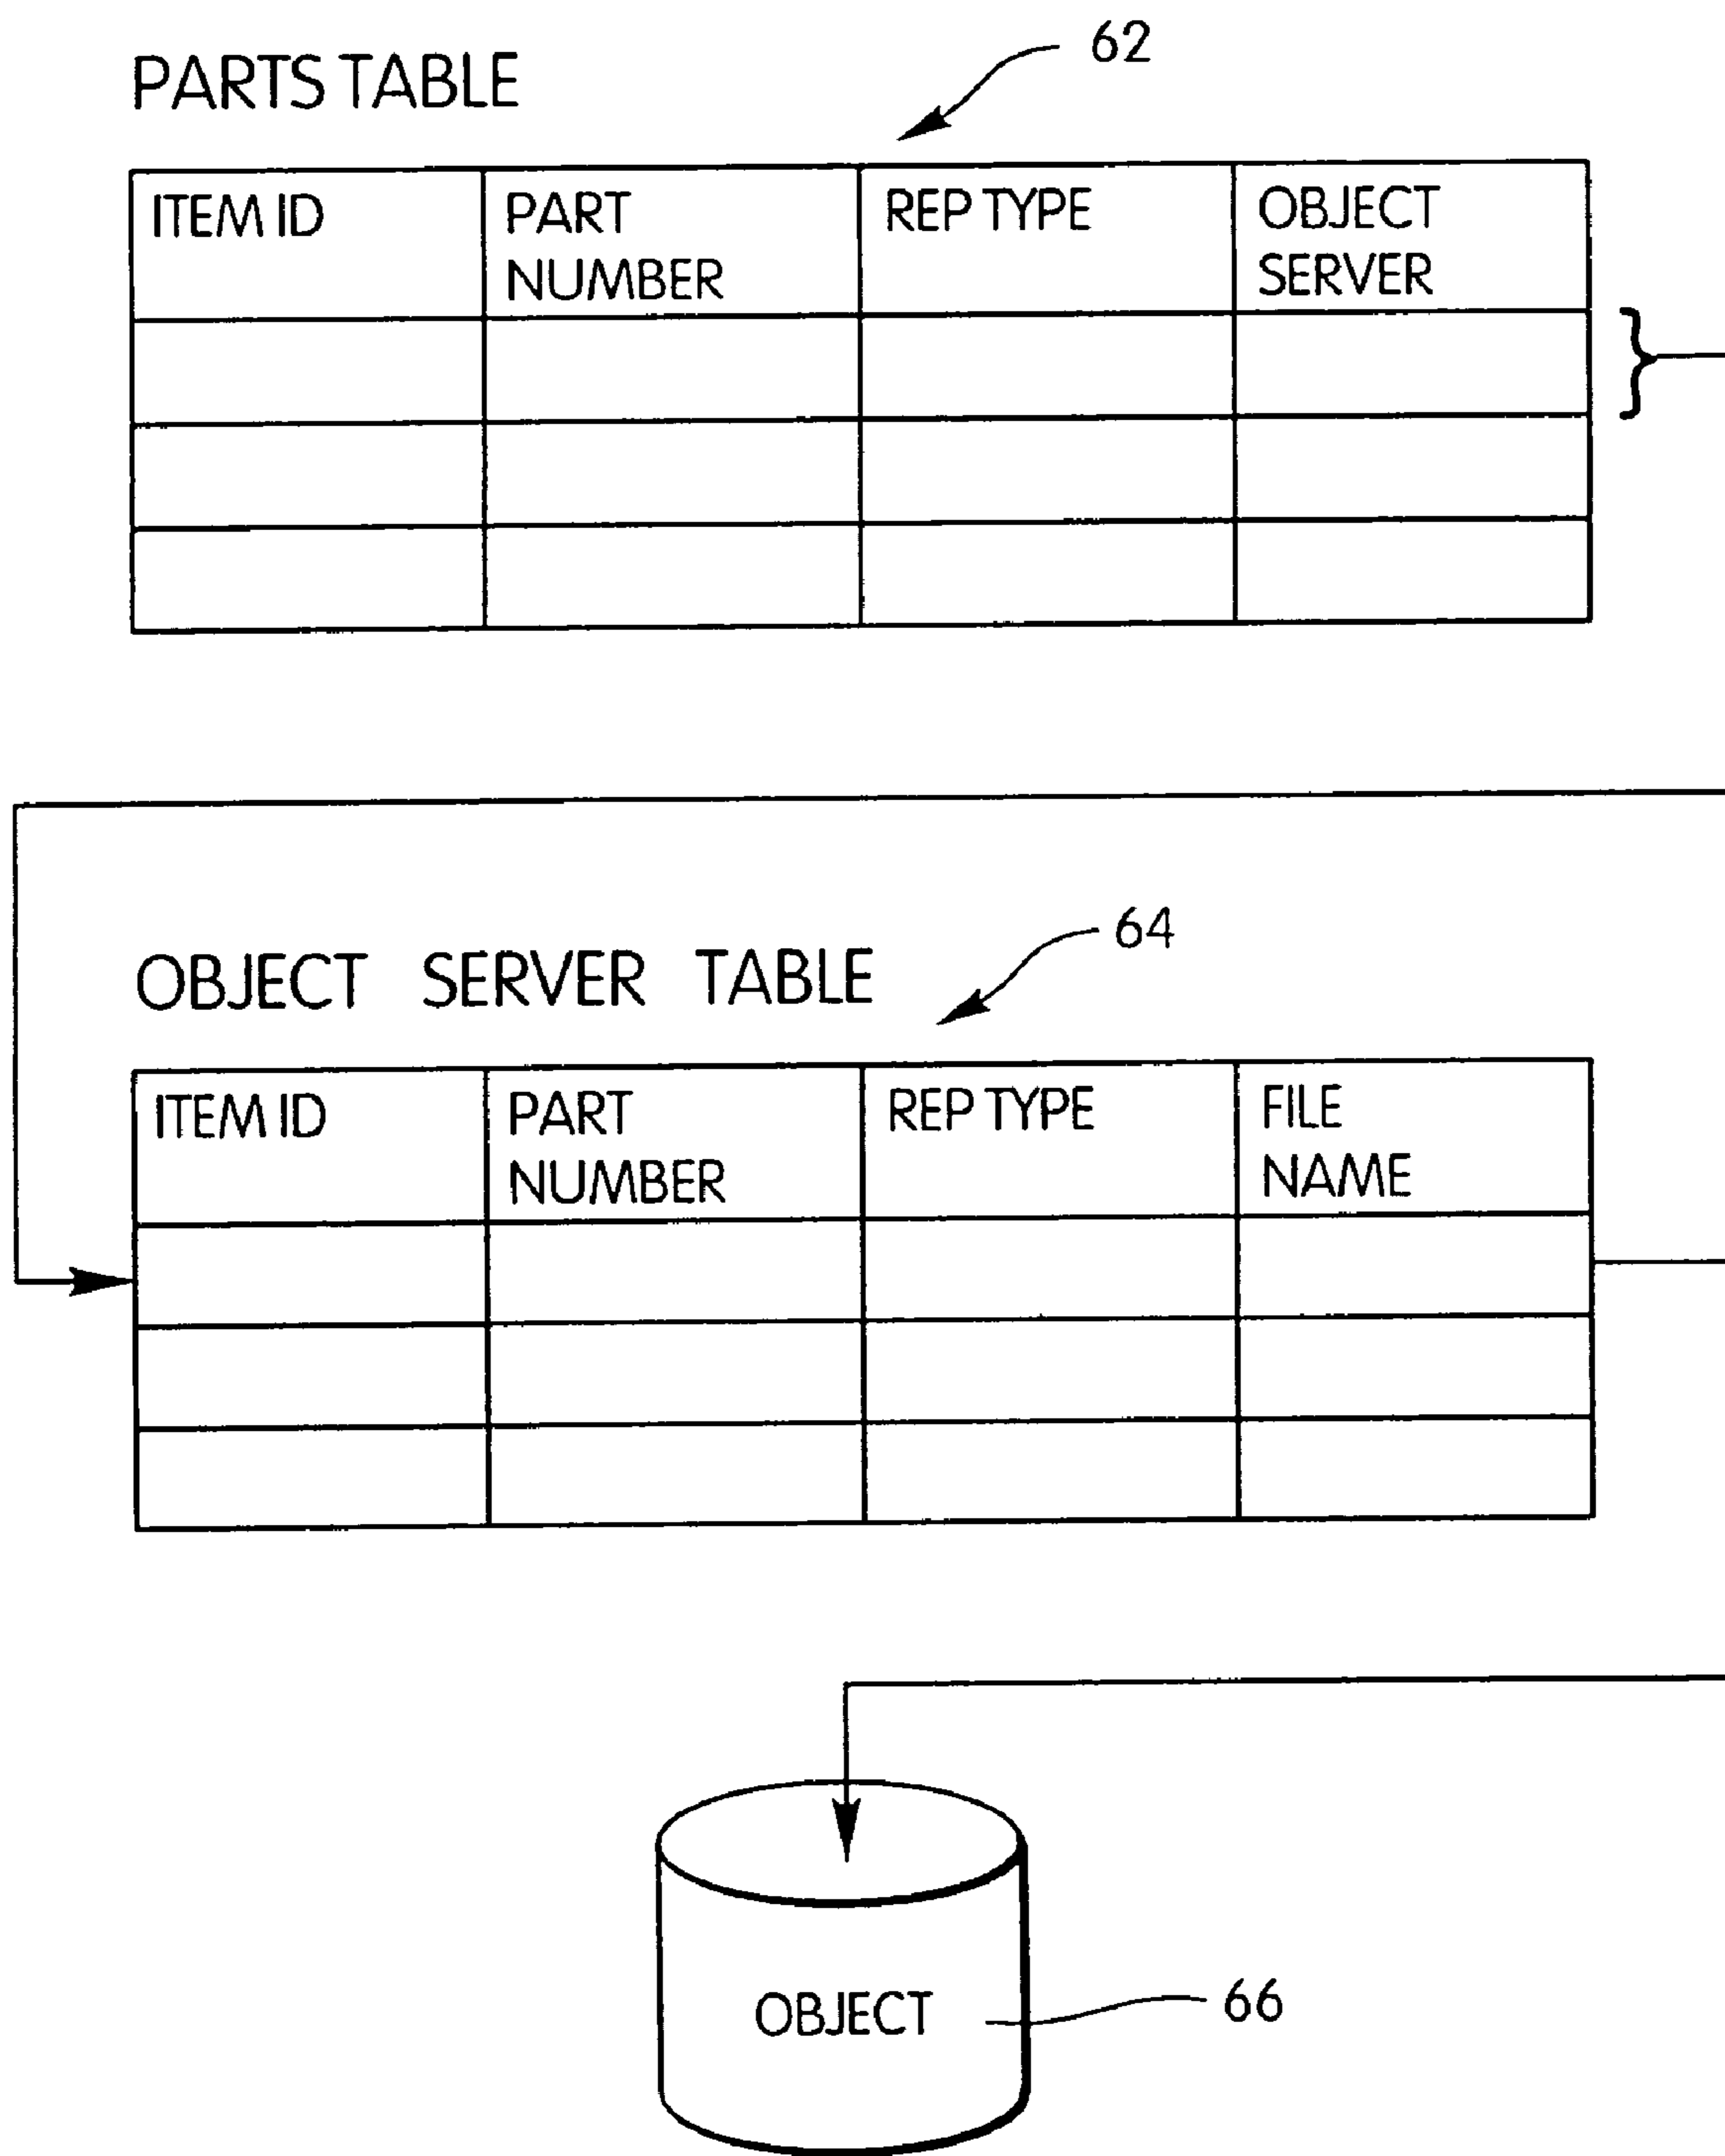 PARTS TABLE
62
ITEM ID
PART
NUMBER
REP TYPE
OBJECT
SERVER
OBJECT SERVER TABLE
64
ITEM ID
PART
NUMBER
REP TYPE
FILE
NAME
OBJECT
66